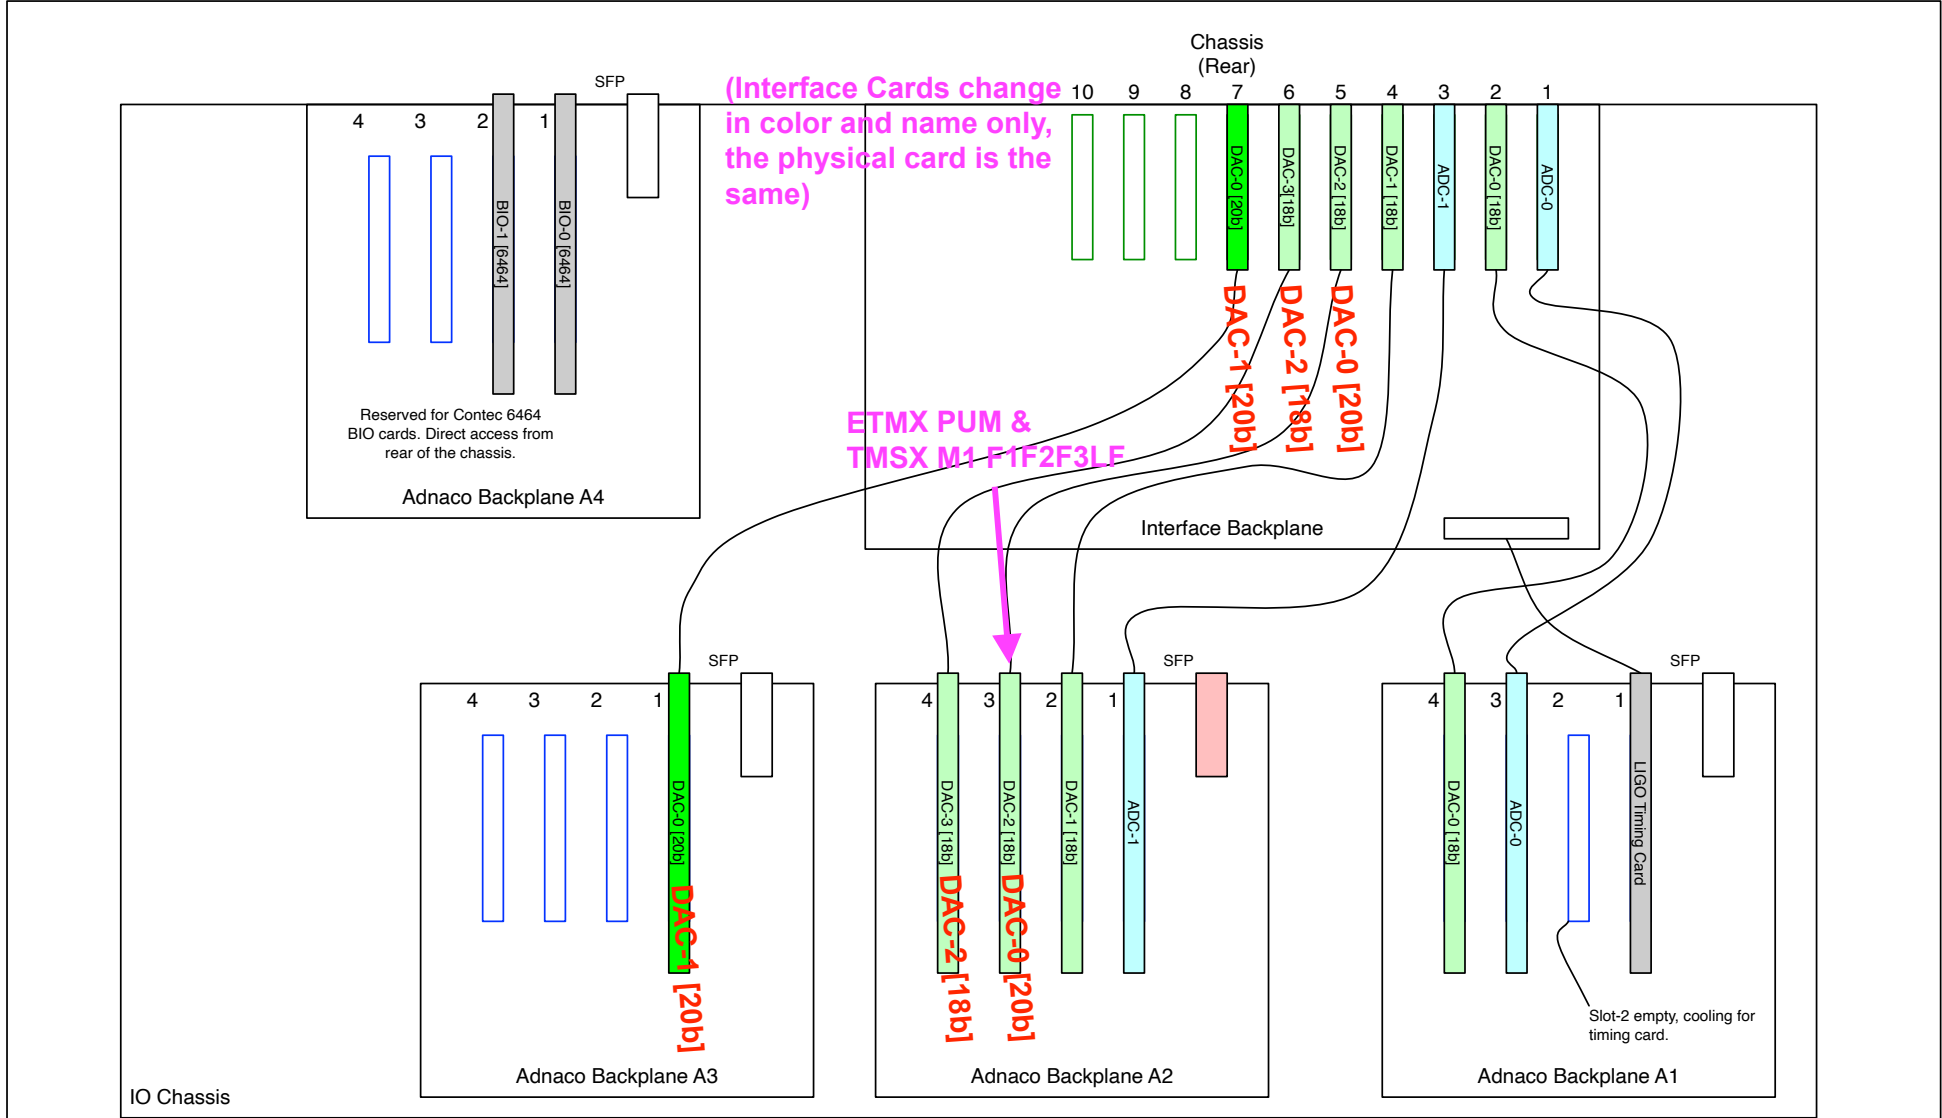 Chassis
(Rear)
10 9 8 7 6 5 4 3 2 1
(Interface Cards change
in color and name only,
the physical card is the
same)
SFP
4 3 2 1
BIO-1 [6464]
BIO-0 [6464]
Reserved for Contec 6464
BIO cards. Direct access from
rear of the chassis.
Adnaco Backplane A4
DAC-0 [20b]
DAC-3[18b]
DAC-2 [18b]
DAC-1 [18b]
ADC-1
DAC-0 [18b]
ADC-0
DAC-1 [20b]
DAC-2 [18b]
DAC-0 [20b]
ETMX PUM &
TMSX M1 F1F2F3LF
Interface Backplane
SFP
4 3 2 1
DAC-0 [20b]
DAC-1 [20b]
Adnaco Backplane A3
SFP
4 3 2 1
DAC-3 [18b]
DAC-2 [18b]
DAC-1 [18b]
ADC-1
DAC-2 [18b]
DAC-0 [20b]
Adnaco Backplane A2
SFP
4 3 2 1
DAC-0 [18b]
ADC-0
LIGO Timing Card
Slot-2 empty, cooling for
timing card.
Adnaco Backplane A1
IO Chassis